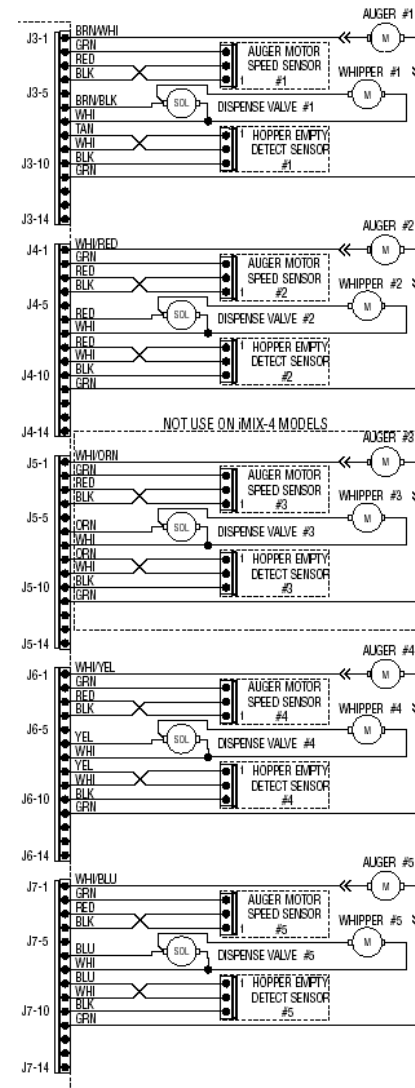 AUGER #1
J3-1
BRN/WHI
M
GRN
RED
AUGER MOTOR
SPEED SENSOR
#1
BLK
1
WHIPPER #1
J3-5
M
BRN/BLK
SOL
DISPENSE VALVE #1
WHI
TAN
1 HOPPER EMPTY
WHI
DETECT SENSOR
J3-10
BLK
#1
GRN
J3-14
AUGER #2
J4-1
WHI/RED
M
GRN
RED
AUGER MOTOR
SPEED SENSOR
#2
BLK
1
WHIPPER #2
J4-5
M
RED
SOL
DISPENSE VALVE #2
WHI
RED
1 HOPPER EMPTY
WHI
DETECT SENSOR
J4-10
BLK
#2
GRN
J4-14
NOT USE ON iMIX-4 MODELS
AUGER #3
J5-1
WHI/ORN
M
GRN
RED
AUGER MOTOR
SPEED SENSOR
#3
BLK
1
WHIPPER #3
J5-5
M
ORN
SOL
DISPENSE VALVE #3
WHI
ORN
1 HOPPER EMPTY
WHI
DETECT SENSOR
J5-10
BLK
#3
GRN
J5-14
AUGER #4
J6-1
WHI/YEL
M
GRN
RED
AUGER MOTOR
SPEED SENSOR
#4
BLK
1
WHIPPER #4
J6-5
M
YEL
SOL
DISPENSE VALVE #4
WHI
YEL
1 HOPPER EMPTY
WHI
DETECT SENSOR
J6-10
BLK
#4
GRN
J6-14
AUGER #5
J7-1
WHI/BLU
M
GRN
RED
AUGER MOTOR
SPEED SENSOR
#5
BLK
1
WHIPPER #5
J7-5
M
BLU
SOL
DISPENSE VALVE #5
WHI
BLU
1 HOPPER EMPTY
WHI
DETECT SENSOR
J7-10
BLK
#5
GRN
J7-14